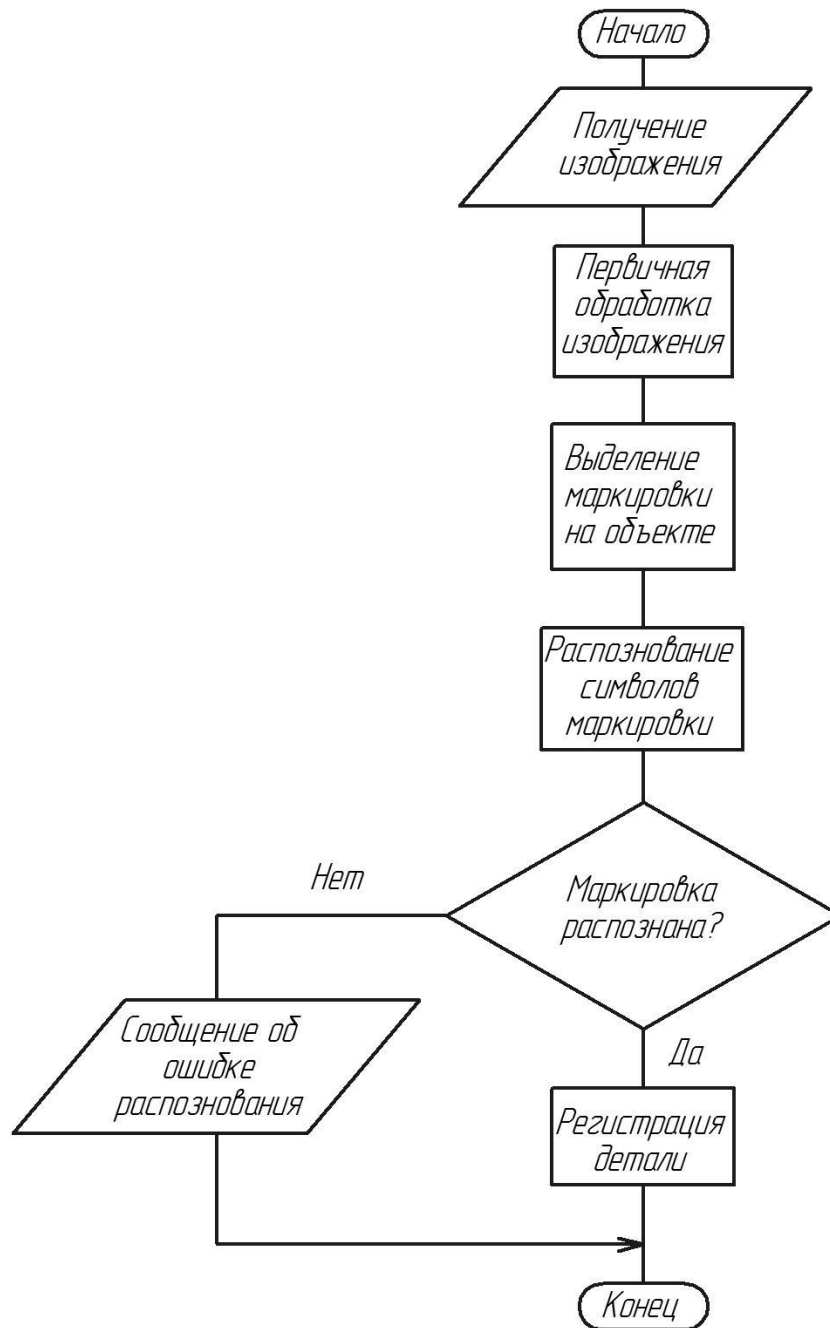 Начало
Получение
изображения
Первичная
обработка
изображения
Выделение
маркировки
на объекте
Распознование
символов
маркировки
Нет
Маркировка
распознана?
Сообщение об
ошибке
распознования
Да
Регистрация
детали
Конец